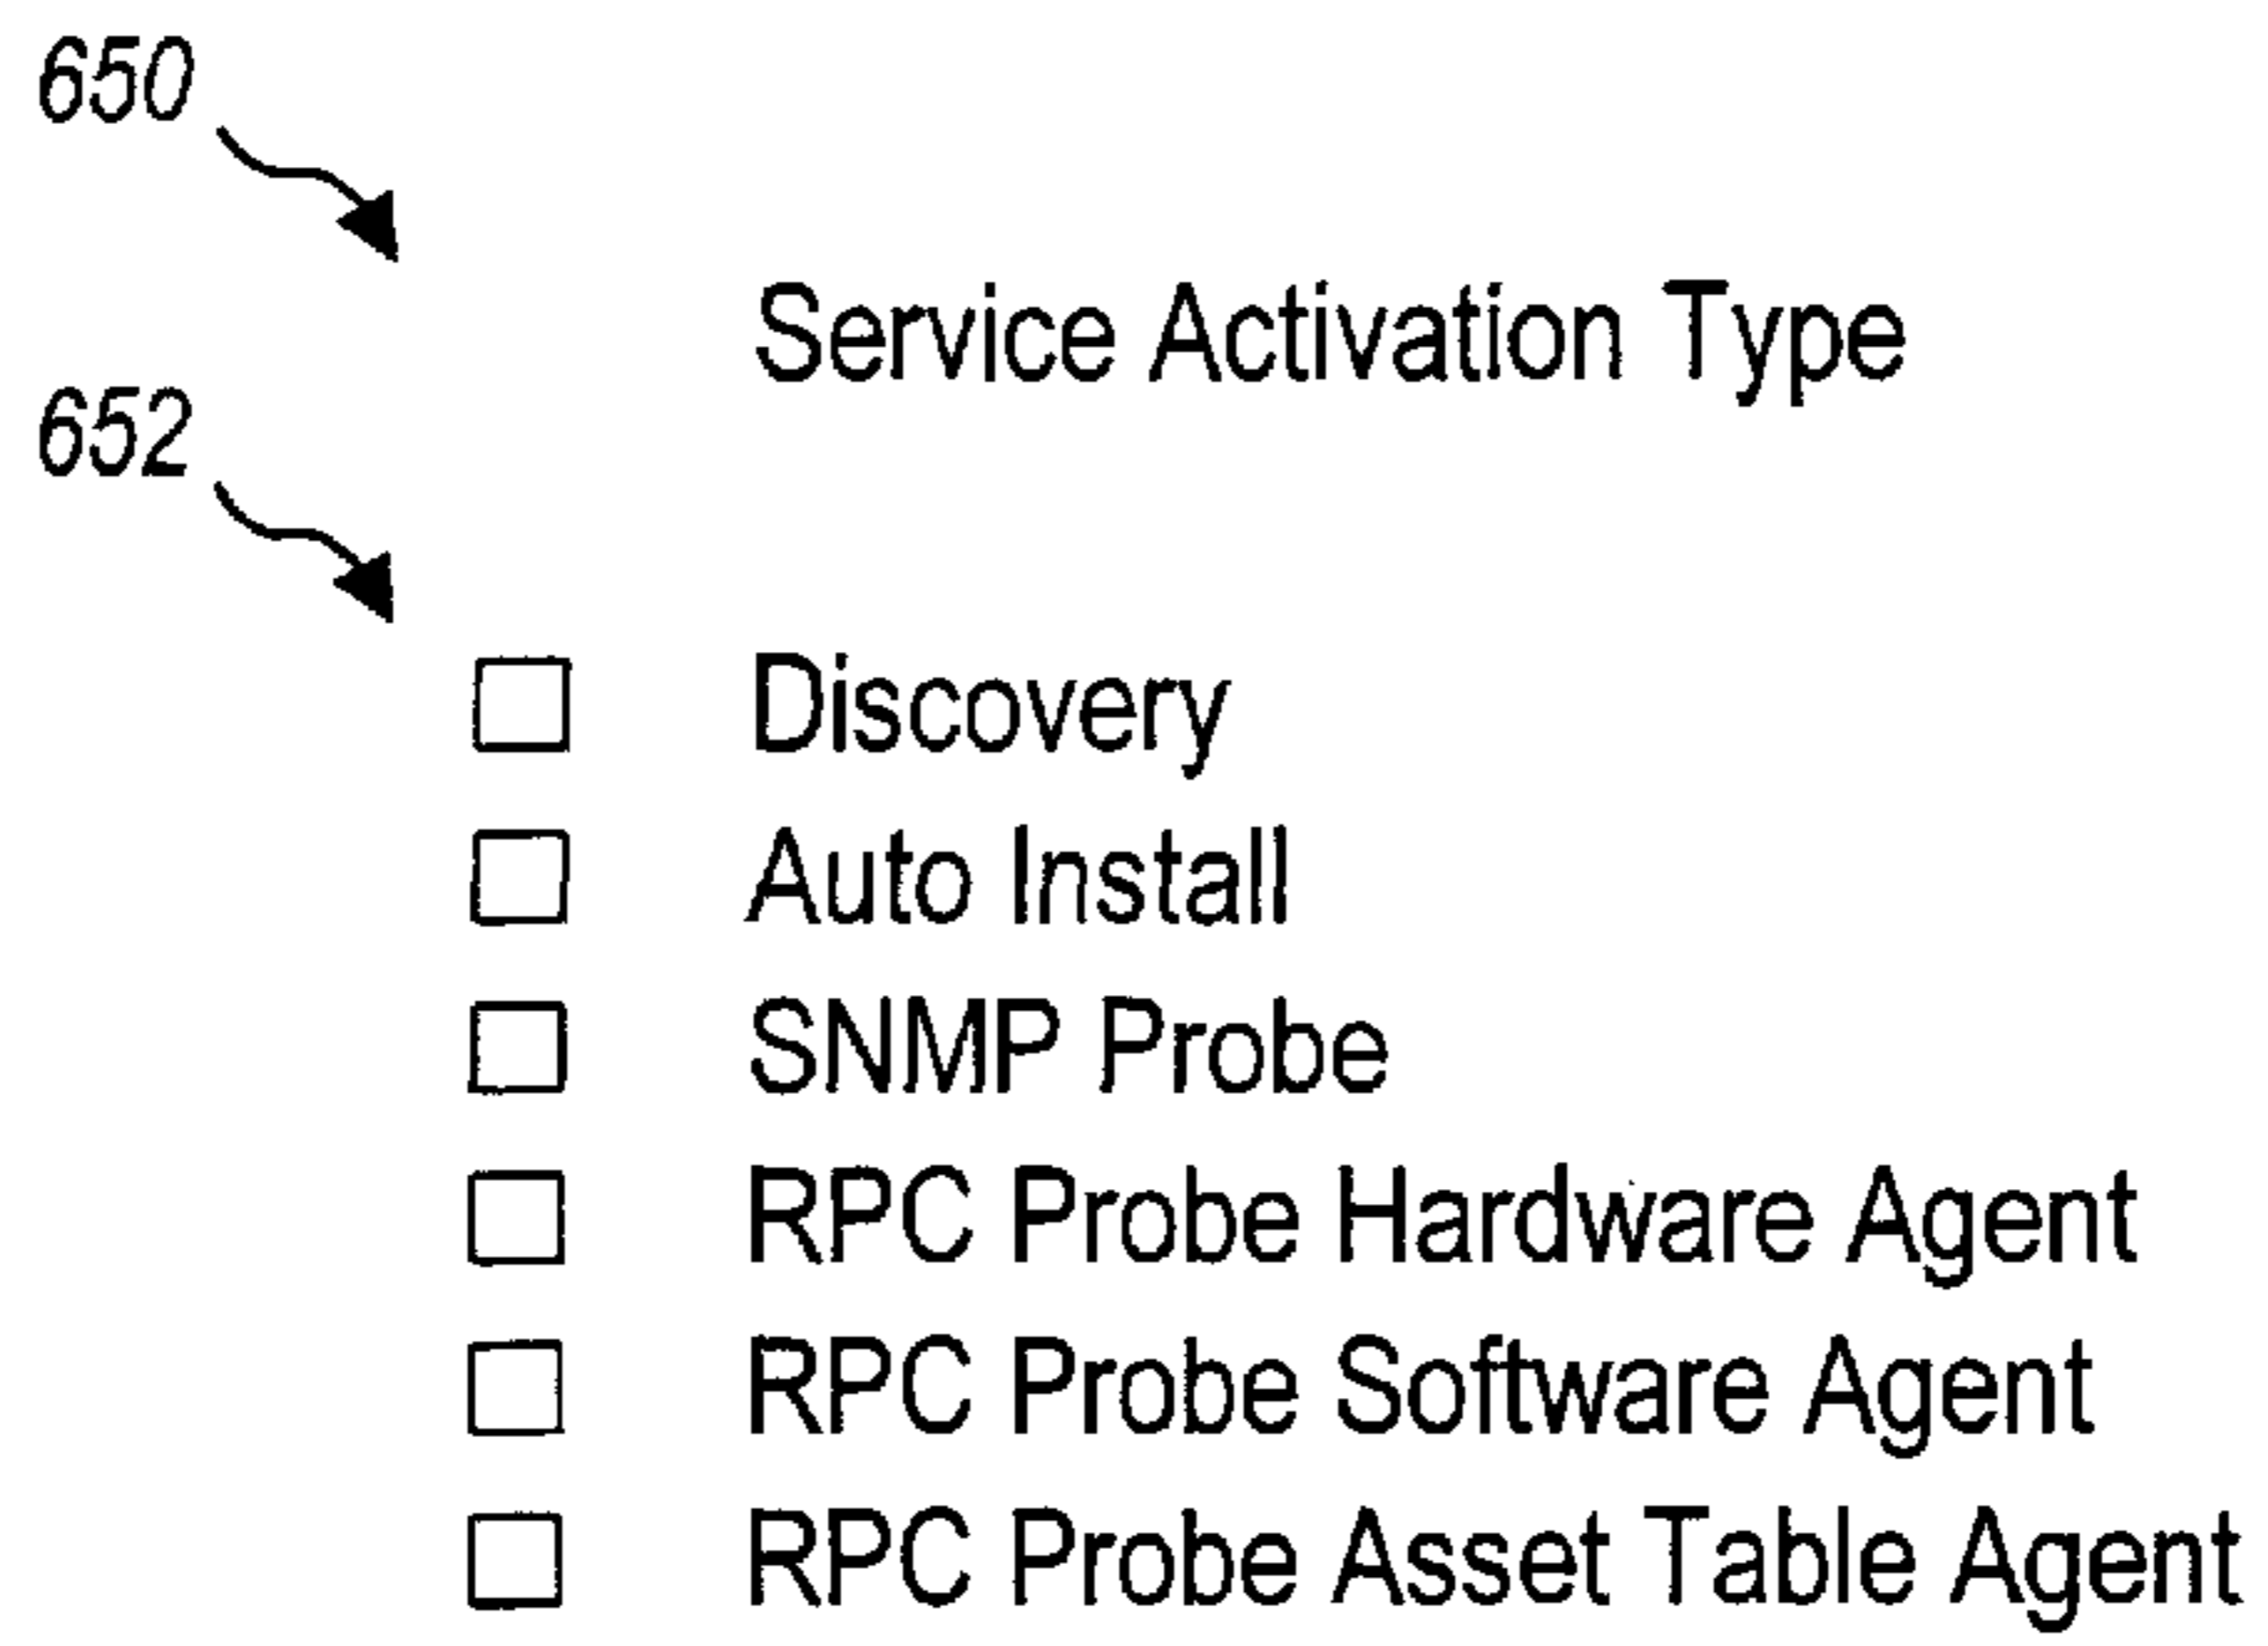 650
Service Activation Type
652
Discovery
Auto Install
SNMP Probe
RPC Probe Hardware Agent
RPC Probe Software Agent
RPC Probe Asset Table Agent